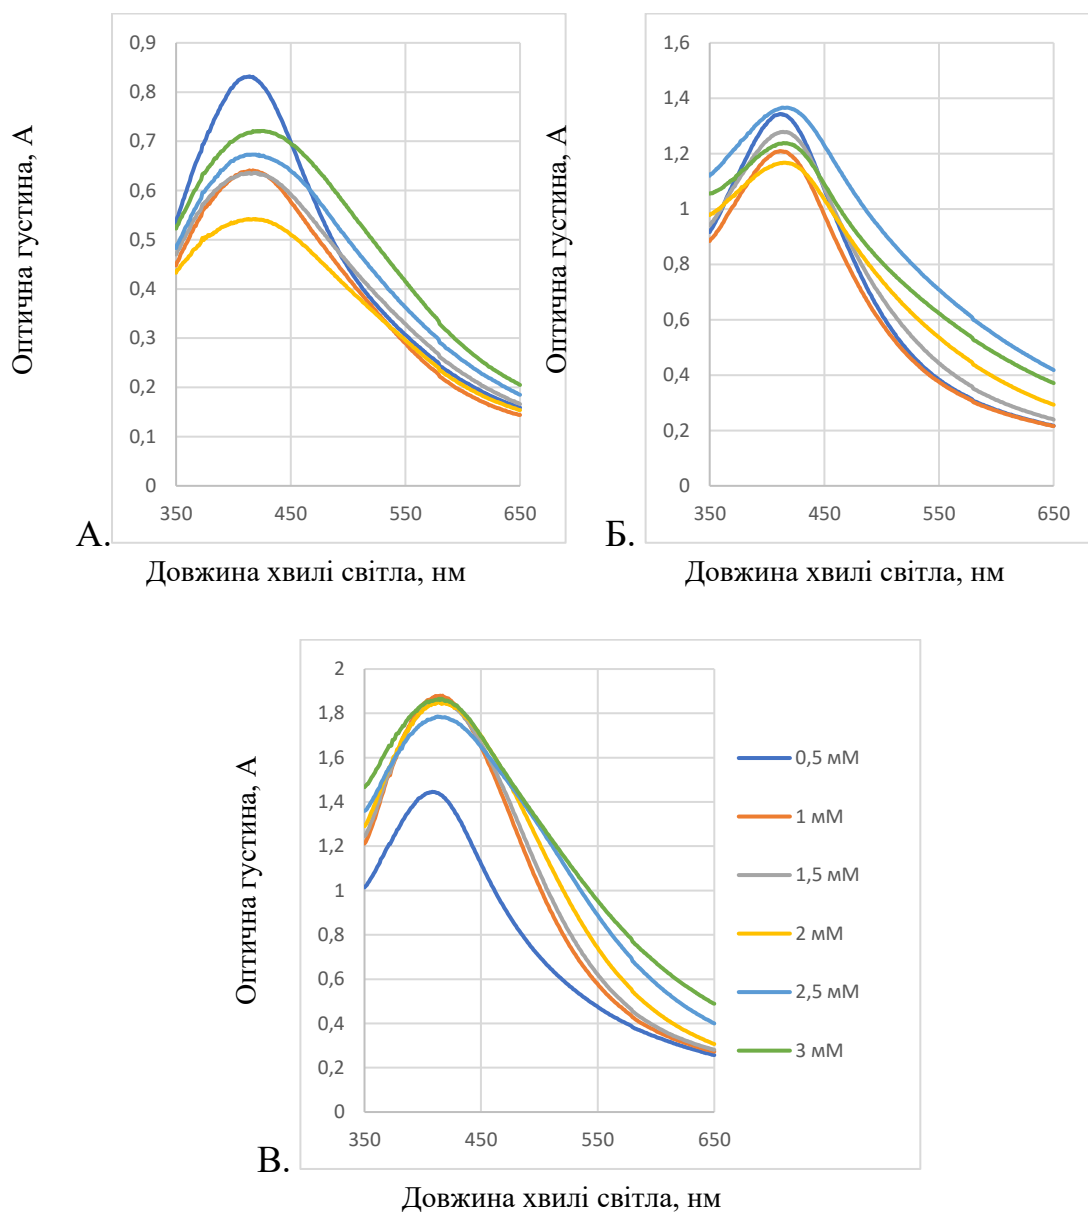 Оптична густина, А
0,9
0,8
0,7
0,6
0,5
0,4
0,3
0,2
0,1
0
350
450
550
650
А.
Довжина хвилі світла, нм
Оптична густина, А
1,6
1,4
1,2
1
0,8
0,6
0,4
0,2
0
350
450
550
650
Б.
Довжина хвилі світла, нм
Оптична густина, А
2
1,8
1,6
1,4
1,2
1
0,8
0,6
0,4
0,2
0
350
450
550
650
0,5 мМ
1 мМ
1,5 мМ
2 мМ
2,5 мМ
3 мМ
В.
Довжина хвилі світла, нм